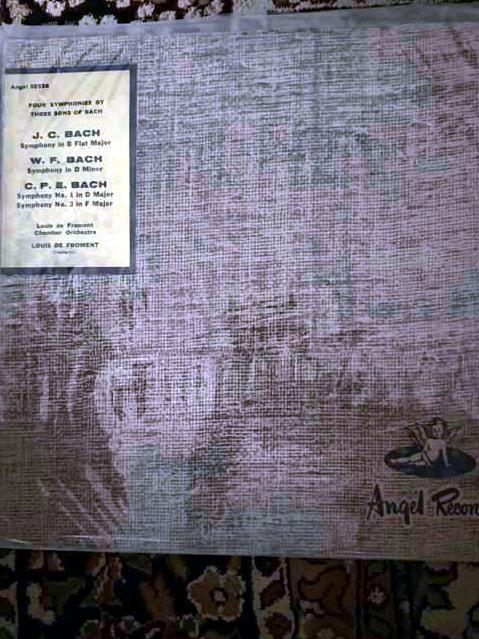 FOUR SYMPHONIES BY
THREE SONS OF BACH
J. C. BACH
Symphony in B Flat Major
W. F. BACH
Symphony in D Minor
C. P. E. BACH
Symphony No. 1 in D Major
Symphony No. 3 in F Major
Louis de Froment
Chamber Orchestra
LOUIS DE FROMENT
Angel
Angel Recor